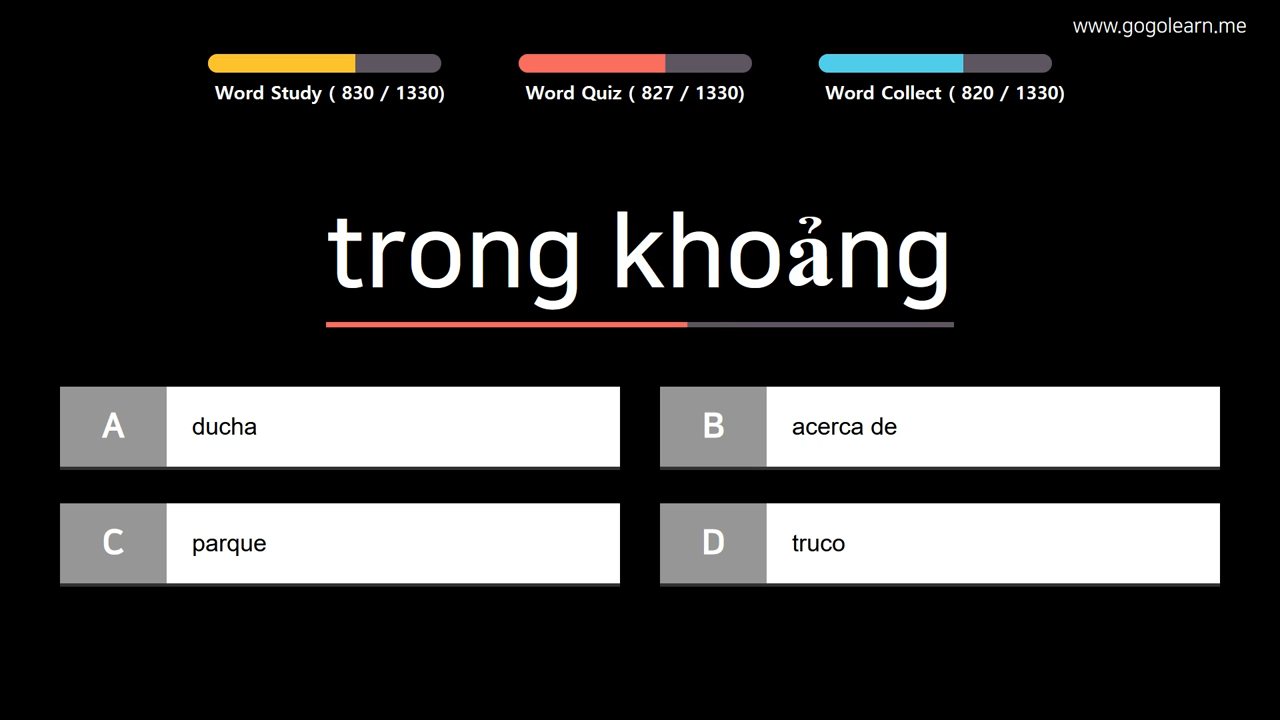 www.gogolearn.me
Word Study ( 830 / 1330)
Word Quiz ( 827 / 1330)
Word Collect ( 820 / 1330)
trong khoảng
A ducha
B acerca de
C parque
D truco